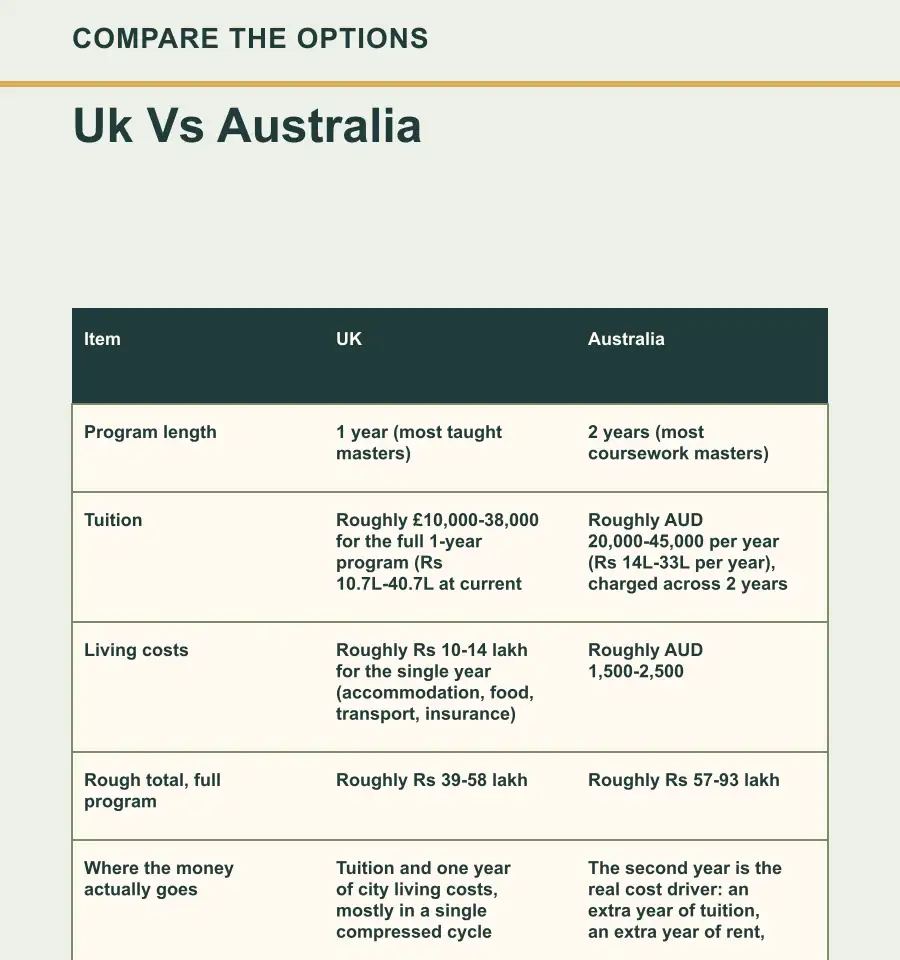 COMPARE THE OPTIONS
Uk Vs Australia
Item UK Australia
Program length
1 year (most taught
masters)
2 years (most
coursework masters)
Tuition
Roughly £10,000-38,000
for the full 1-year
program (Rs
10.7L-40.7L at current
Roughly AUD
20,000-45,000 per year
(Rs 14L-33L per year),
charged across 2 years
Living costs
Roughly Rs 10-14 lakh
for the single year
(accommodation, food,
transport, insurance)
Roughly AUD
1,500-2,500
Rough total, full
program
Roughly Rs 39-58 lakh
Roughly Rs 57-93 lakh
Where the money
actually goes
Tuition and one year
of city living costs,
mostly in a single
compressed cycle
The second year is the
real cost driver: an
extra year of tuition,
an extra year of rent,